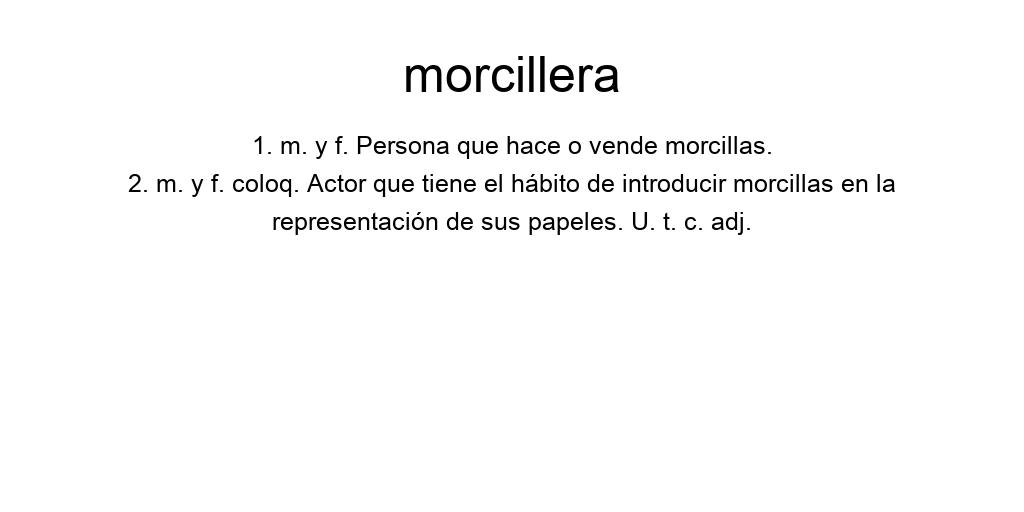 morcillera
1. m. y f. Persona que hace o vende morcillas.
2. m. y f. coloq. Actor que tiene el hábito de introducir morcillas en la
representación de sus papeles. U. t. c. adj.